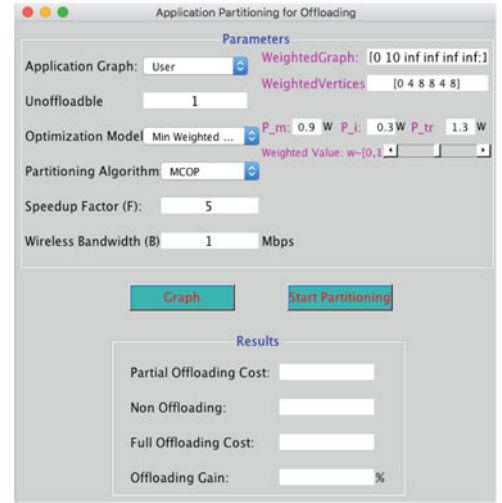 Application Partitioning for Offloading
Parameters
Application Graph: User
WeightedGraph: [0 10 inf inf inf inf;1
WeightedVertices [0 4 8 8 4 8]
Unoffloadble 1
Optimization Model Min Weighted ...
P_m: 0.9 W P_i: 0.3 W P_tr 1.3 W
Weighted Value: w~[0,1
Partitioning Algorithm MCOP
Speedup Factor (F): 5
Wireless Bandwidth (B) 1 Mbps
Graph Start Partitioning
Results
Partial Offloading Cost:
Non Offloading:
Full Offloading Cost:
Offloading Gain: %